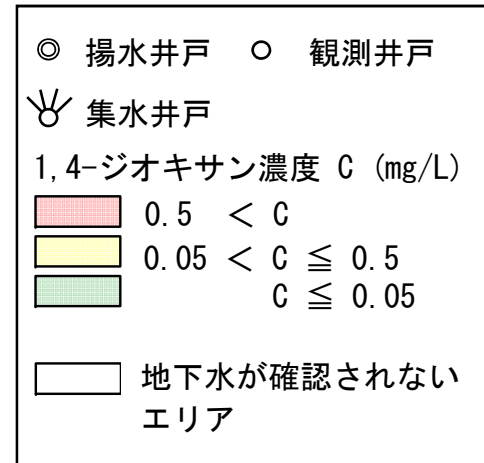 ◎ 揚水井戸 ○ 観測井戸
集水井戸
1,4-ジオキサン濃度 C (mg/L)
0.5 < C
0.05 < C ≦ 0.5
C ≦ 0.05
地下水が確認されない
エリア